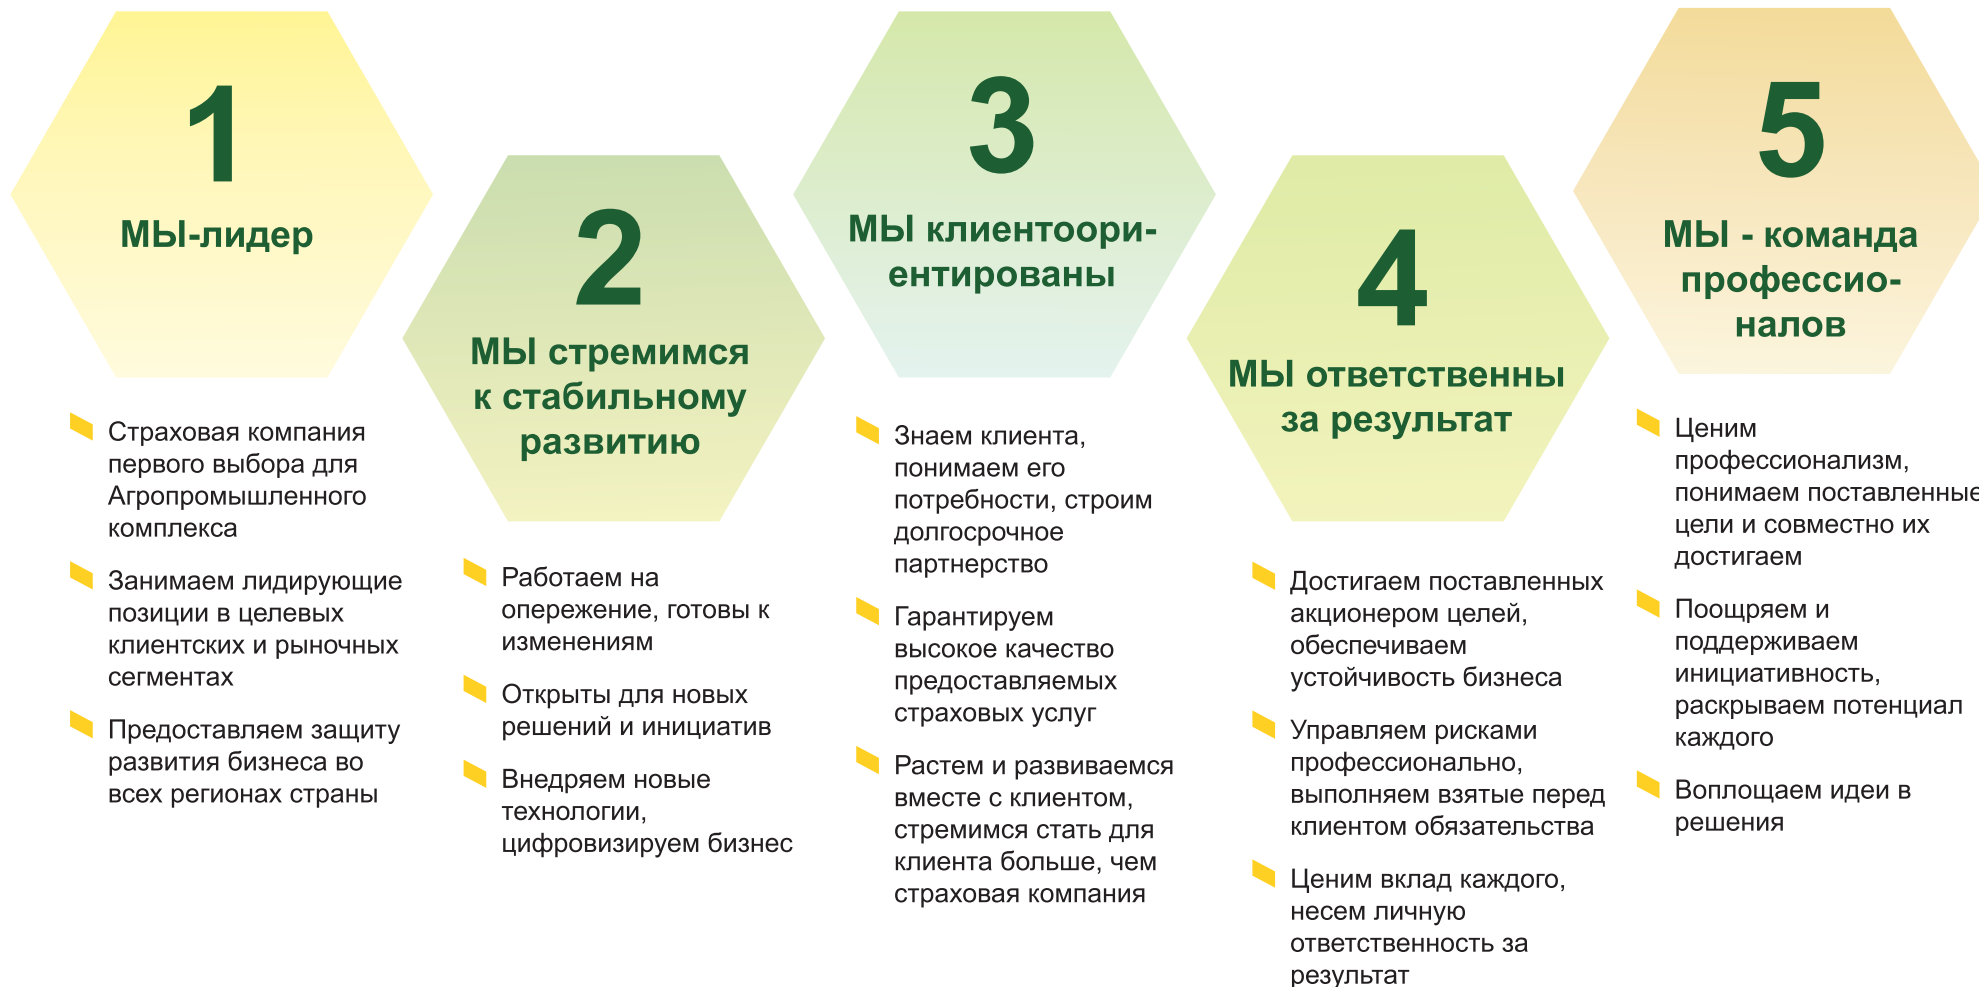 1
МЫ-лидер
Страховая компания
первого выбора для
Агропромышленного
комплекса
Занимаем лидирующие
позиции в целевых
клиентских и рыночных
сегментах
Предоставляем защиту
развития бизнеса во
всех регионах страны
2
МЫ стремимся
к стабильному
развитию
Работаем на
опережение, готовы к
изменениям
Открыты для новых
решений и инициатив
Внедряем новые
технологии,
цифровизируем бизнес
3
МЫ клиентоори-
ентированы
Знаем клиента,
понимаем его
потребности, строим
долгосрочное
партнерство
Гарантируем
высокое качество
предоставляемых
страховых услуг
Растем и развиваемся
вместе с клиентом,
стремимся стать для
клиента больше, чем
страховая компания
4
МЫ ответственны
за результат
Достигаем поставленных
акционером целей,
обеспечиваем
устойчивость бизнеса
Управляем рисками
профессионально,
выполняем взятые перед
клиентом обязательства
Ценим вклад каждого,
несем личную
ответственность за
результат
5
МЫ - команда
профессио-
налов
Ценим
профессионализм,
понимаем поставленные
цели и совместно их
достигаем
Поощряем и
поддерживаем
инициативность,
раскрываем потенциал
каждого
Воплощаем идеи в
решения